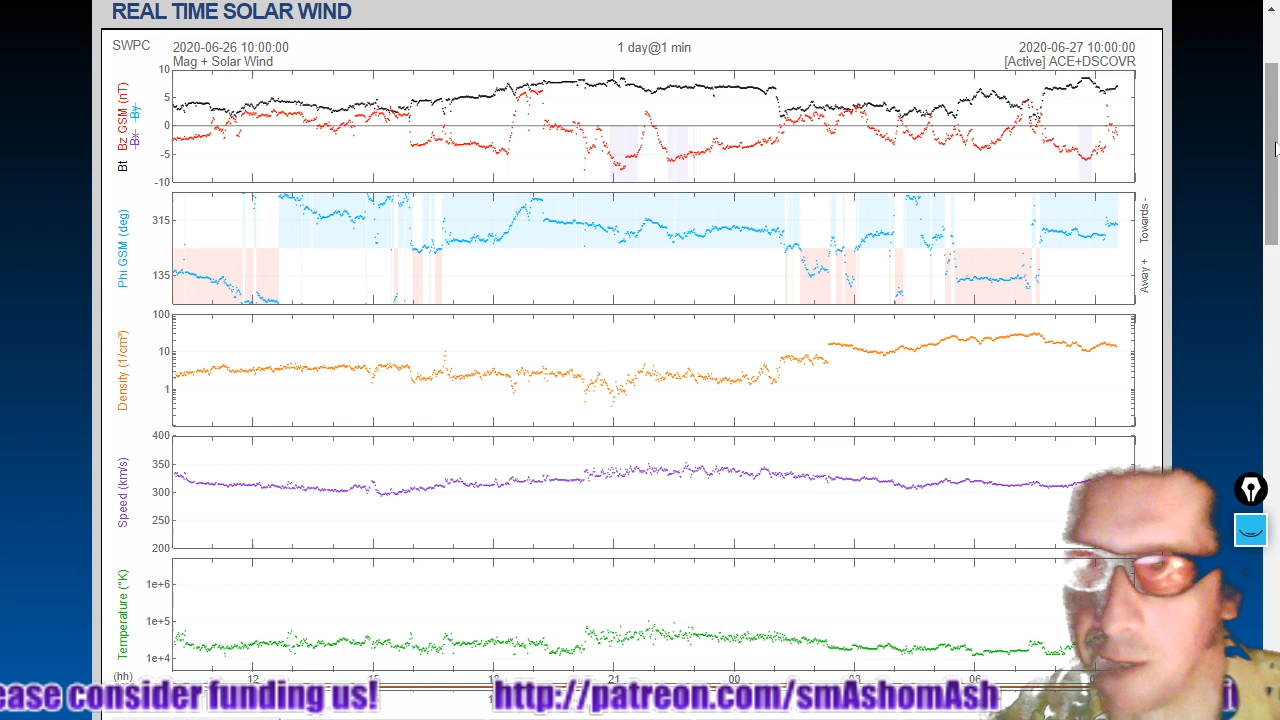 REAL TIME SOLAR WIND
SWPC
2020-06-26 10:00:00
1 day@1 min
2020-06-27 10:00:00
Mag + Solar Wind
[Active] ACE+DSCOVR
Bt Bz GSM (nT)
Bx By
10
5
0
-5
-10
Phi GSM (deg)
315
135
Towards -
Away +
Density (1/cm³)
100
10
1
Speed (km/s)
400
350
300
250
200
Temperature (°K)
1e+6
1e+5
1e+4
(hh)
12
15
18
21
00
03
06
ease consider funding us!
http://patreon.com/smAshomAsh